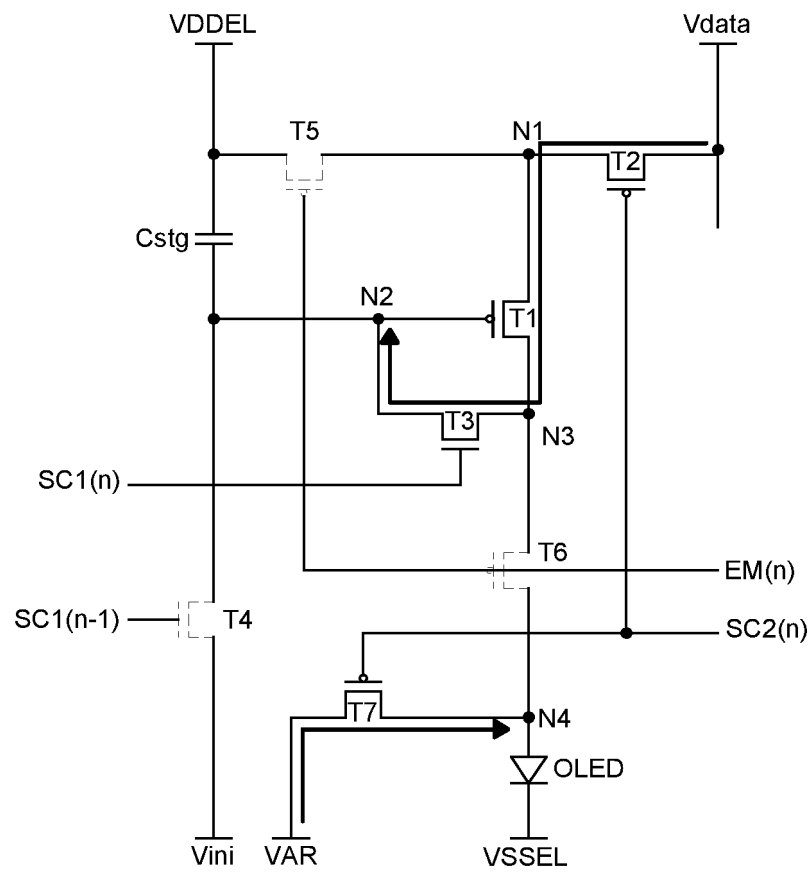 VDDEL
Vdata
T5
N1
T2
Cstg
N2
T1
T3
N3
SC1(n)
T6
EM(n)
SC1(n-1)
T4
SC2(n)
T7
N4
OLED
Vini
VAR
VSSEL